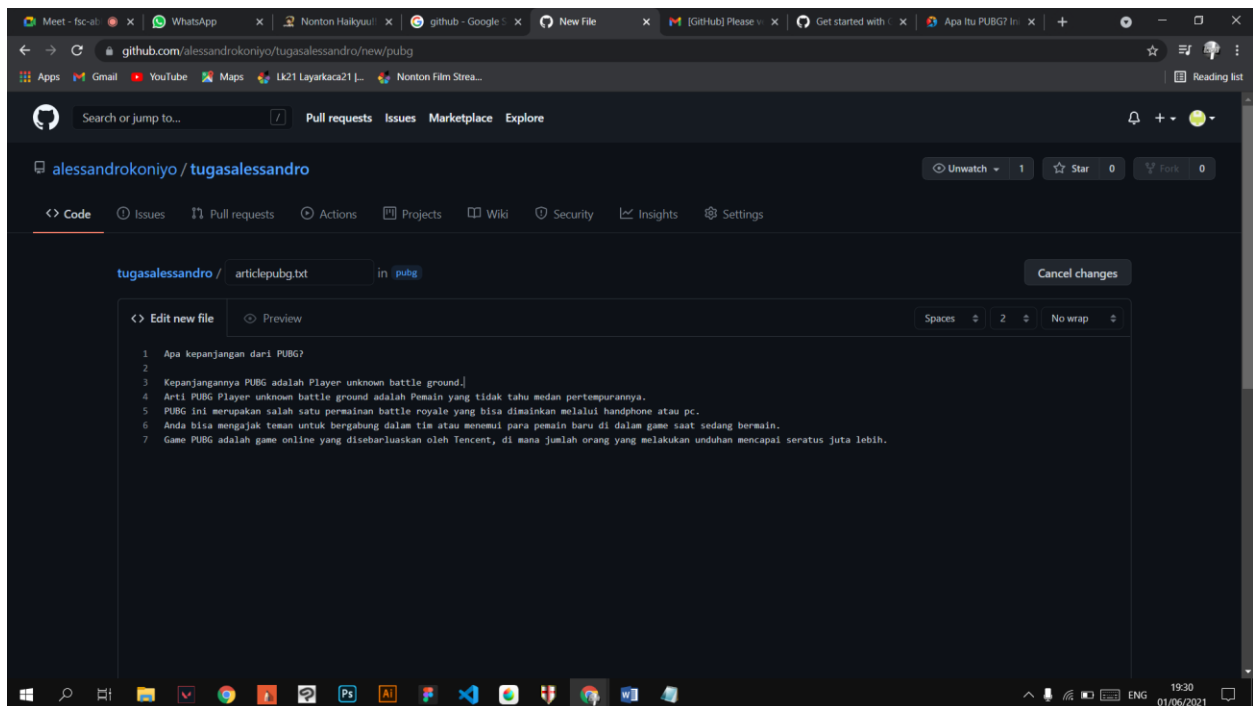 Meet - fsc-ab
WhatsApp
Nonton Haikyuu!
github - Google S
New File
[GitHub] Please v
Get started with
Apa Itu PUBG? In
github.com/alessandrokoniyo/tugasalessandro/new/pubg
Apps Gmail YouTube Maps Lk21 Layarkaca21 |... Nonton Film Strea... Reading list
Search or jump to... / Pull requests Issues Marketplace Explore
alessandrokoniyo / tugasalessandro Unwatch 1 Star 0 Fork 0
<> Code Issues Pull requests Actions Projects Wiki Security Insights Settings
tugasalessandro / articlepubg.txt in pubg Cancel changes
<> Edit new file Preview Spaces 2 No wrap
1 Apa kepanjangan dari PUBG?
2
3 Kepanjangannya PUBG adalah Player unknown battle ground.
4 Arti PUBG Player unknown battle ground adalah Pemain yang tidak tahu medan pertempurannya.
5 PUBG ini merupakan salah satu permainan battle royale yang bisa dimainkan melalui handphone atau pc.
6 Anda bisa mengajak teman untuk bergabung dalam tim atau menemui para pemain baru di dalam game saat sedang bermain.
7 Game PUBG adalah game online yang disebarluaskan oleh Tencent, di mana jumlah orang yang melakukan unduhan mencapai seratus juta lebih.
Ps Ai ENG 19:30
01/06/2021